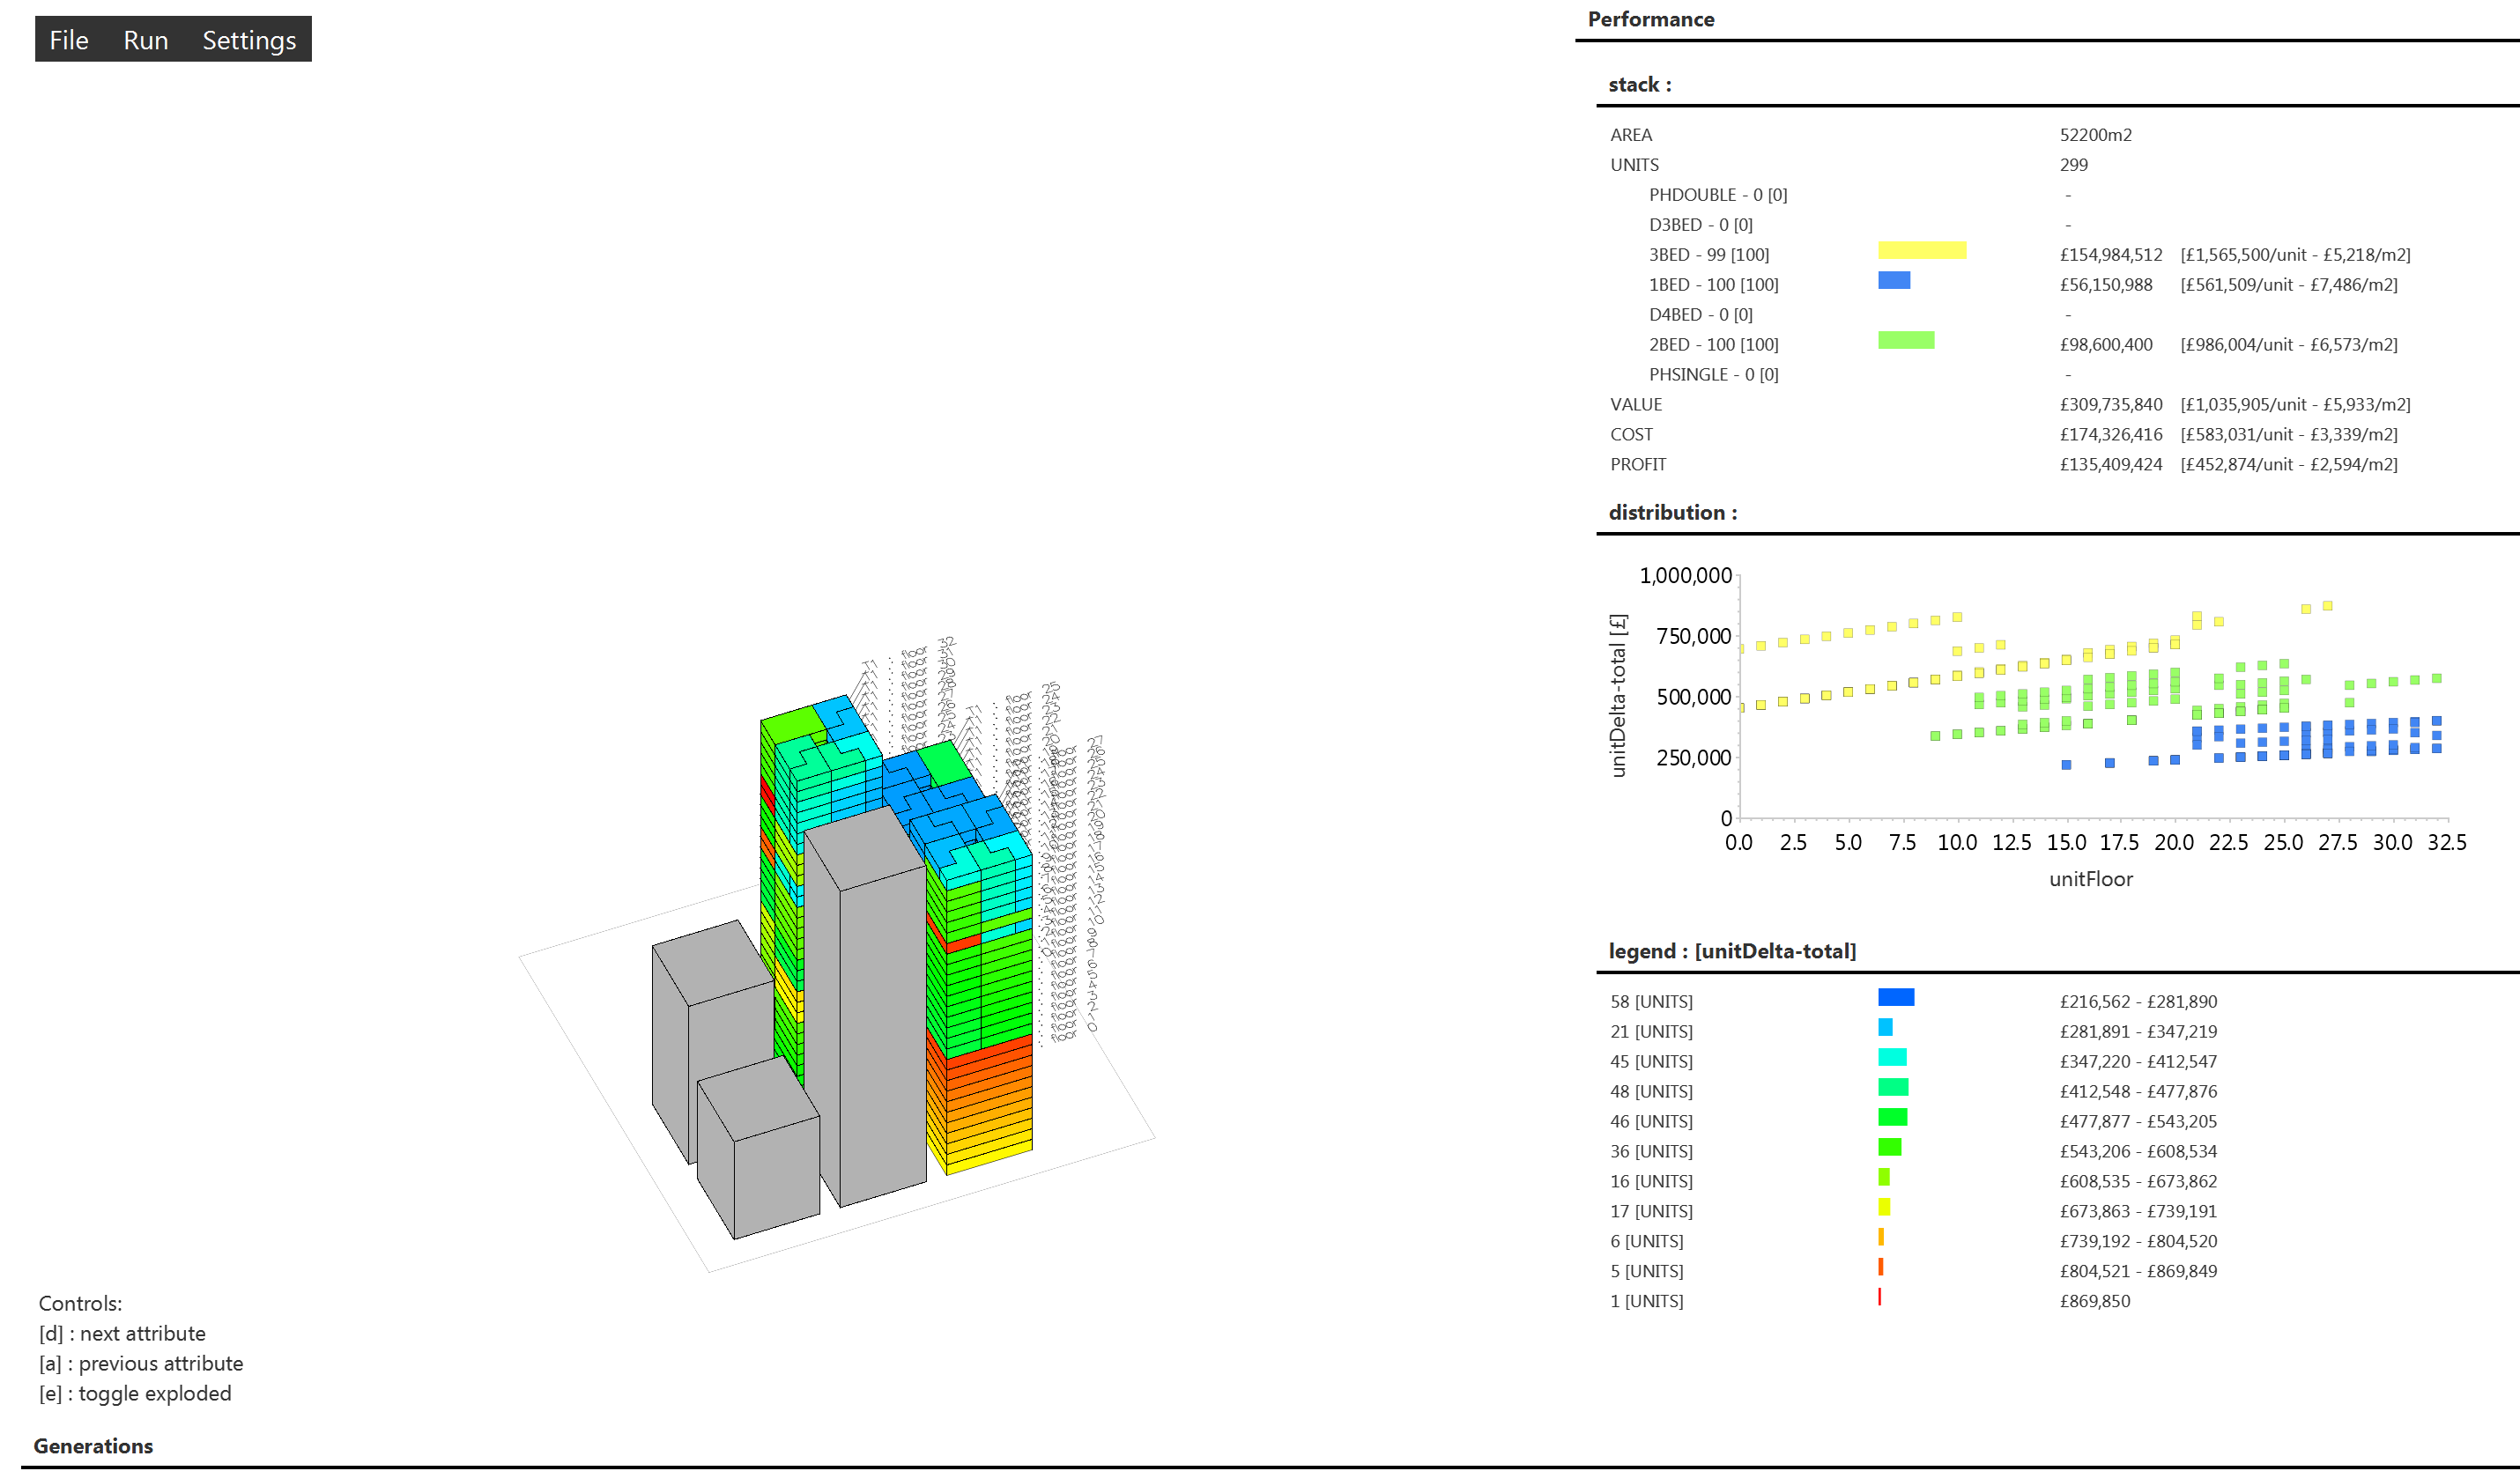 File Run Settings
Performance
stack :
AREA 52200m2
UNITS 299
PHDOUBLE - 0 [0] -
D3BED - 0 [0] -
3BED - 99 [100] £154,984,512 [£1,565,500/unit - £5,218/m2]
1BED - 100 [100] £56,150,988 [£561,509/unit - £7,486/m2]
D4BED - 0 [0] -
2BED - 100 [100] £98,600,400 [£986,004/unit - £6,573/m2]
PHSINGLE - 0 [0] -
VALUE £309,735,840 [£1,035,905/unit - £5,933/m2]
COST £174,326,416 [£583,031/unit - £3,339/m2]
PROFIT £135,409,424 [£452,874/unit - £2,594/m2]
distribution :
unitDelta-total [£]
1,000,000
750,000
500,000
250,000
0
0.0 2.5 5.0 7.5 10.0 12.5 15.0 17.5 20.0 22.5 25.0 27.5 30.0 32.5
unitFloor
legend : [unitDelta-total]
58 [UNITS] £216,562 - £281,890
21 [UNITS] £281,891 - £347,219
45 [UNITS] £347,220 - £412,547
48 [UNITS] £412,548 - £477,876
46 [UNITS] £477,877 - £543,205
36 [UNITS] £543,206 - £608,534
16 [UNITS] £608,535 - £673,862
17 [UNITS] £673,863 - £739,191
6 [UNITS] £739,192 - £804,520
5 [UNITS] £804,521 - £869,849
1 [UNITS] £869,850
Controls:
[d] : next attribute
[a] : previous attribute
[e] : toggle exploded
Generations